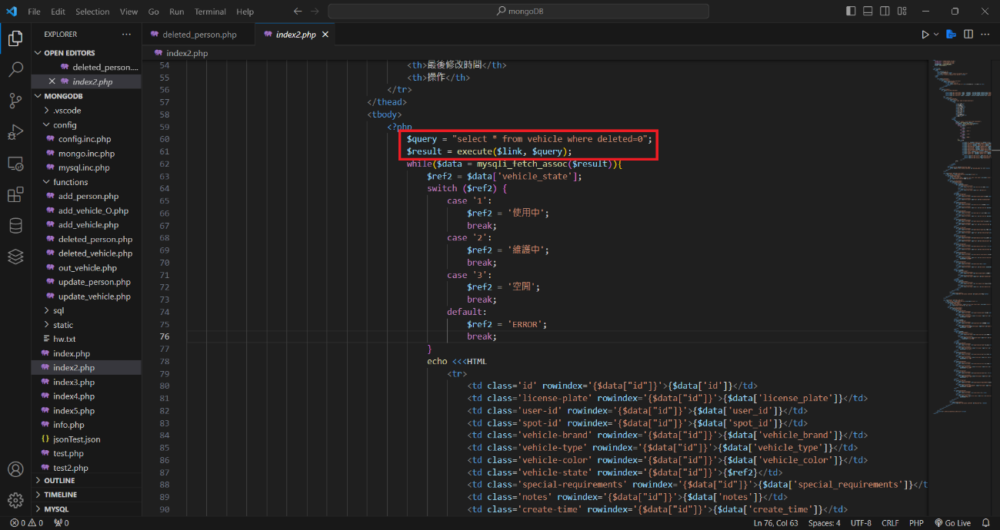 File Edit Selection View Go Run Terminal Help
mongoDB
EXPLORER
OPEN EDITORS
deleted_person....
index2.php
MONGODB
.vscode
config
config.inc.php
mongo.inc.php
mysql.inc.php
functions
add_person.php
add_vehicle_O.php
add_vehicle.php
deleted_person.php
deleted_vehicle.php
out_vehicle.php
update_person.php
update_vehicle.php
sql
static
hw.txt
index.php
index2.php
index3.php
index4.php
index5.php
info.php
jsonTest.json
test.php
test2.php
OUTLINE
TIMELINE
MYSQL
deleted_person.php index2.php
index2.php
54 <th>最後修改時間</th>
55 <th>操作</th>
56 </tr>
57 </thead>
58 <tbody>
59 <?php
60 $query = "select * from vehicle where deleted=0";
61 $result = execute($link, $query);
62 while($data = mysqli_fetch_assoc($result)){
63 $ref2 = $data['vehicle_state'];
64 switch ($ref2) {
65 case '1':
66 $ref2 = '使用中';
67 break;
68 case '2':
69 $ref2 = '維護中';
70 break;
71 case '3':
72 $ref2 = '空閒';
73 break;
74 default:
75 $ref2 = 'ERROR';
76 break;
77 }
78 echo <<<HTML
79 <tr>
80 <td class='id' rowindex='{$data["id"]}'>{$data['id']}</td>
81 <td class='license-plate' rowindex='{$data["id"]}'>{$data['license_plate']}</td>
82 <td class='user-id' rowindex='{$data["id"]}'>{$data['user_id']}</td>
83 <td class='spot-id' rowindex='{$data["id"]}'>{$data['spot_id']}</td>
84 <td class='vehicle-brand' rowindex='{$data["id"]}'>{$data['vehicle_brand']}</td>
85 <td class='vehicle-type' rowindex='{$data["id"]}'>{$data['vehicle_type']}</td>
86 <td class='vehicle-color' rowindex='{$data["id"]}'>{$data['vehicle_color']}</td>
87 <td class='vehicle-state' rowindex='{$data["id"]}'>{$ref2}</td>
88 <td class='special-requirements' rowindex='{$data["id"]}'>{$data['special_requirements']}</t
89 <td class='notes' rowindex='{$data["id"]}'>{$data['notes']}</td>
90 <td class='create-time' rowindex='{$data["id"]}'>{$data['create_time']}</td>
0 0 0 Ln 76, Col 63 Spaces: 4 UTF-8 CRLF PHP Go Live